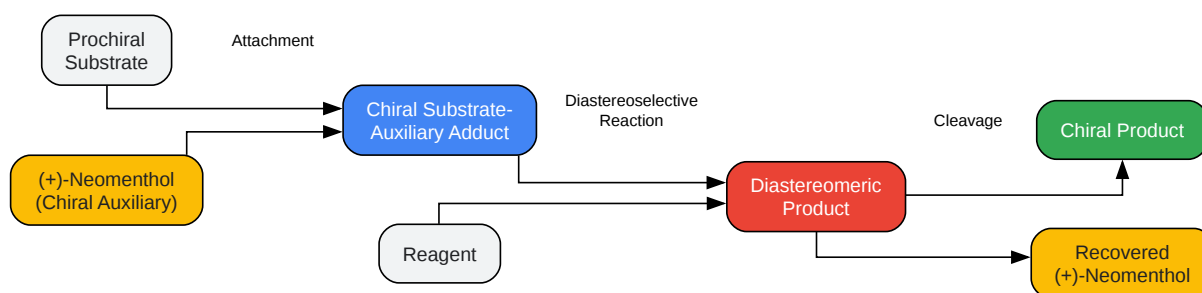 Prochiral
Substrate
Attachment
(+)-Neomenthol
(Chiral Auxiliary)
Chiral Substrate-
Auxiliary Adduct
Diastereoselective
Reaction
Reagent
Diastereomeric
Product
Cleavage
Chiral Product
Recovered
(+)-Neomenthol